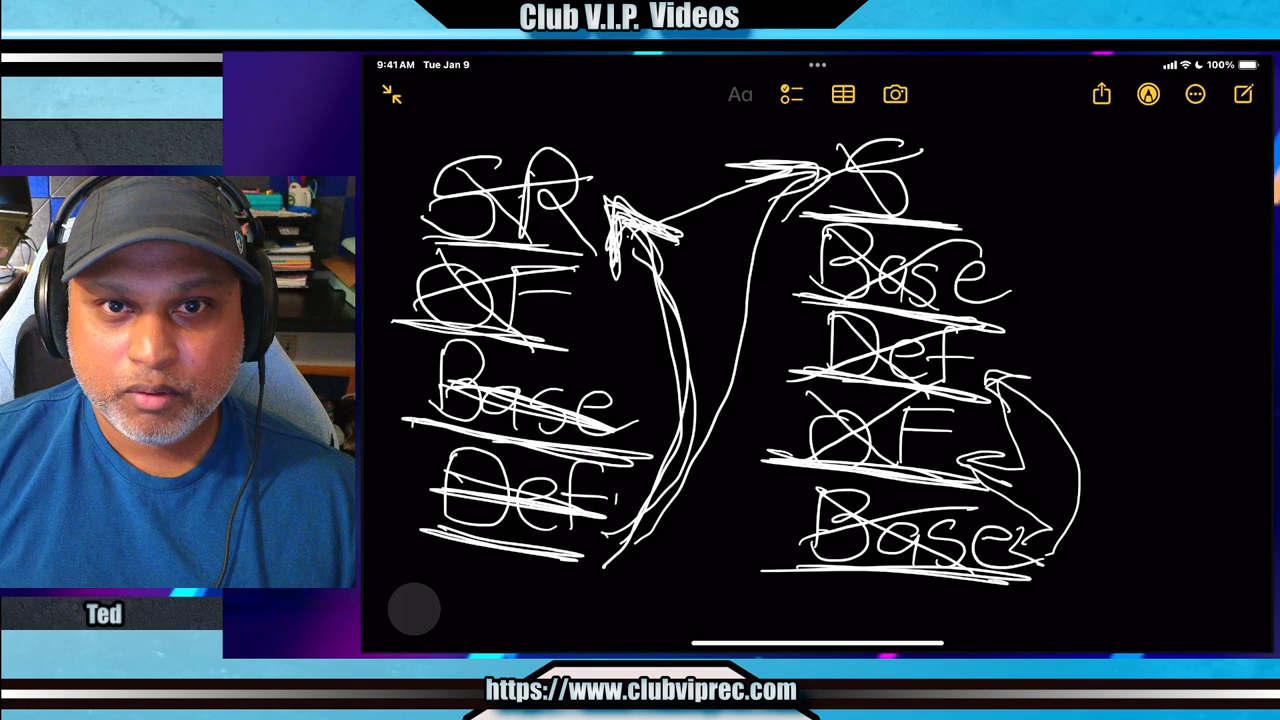 Club V.I.P. Videos
9:41 AM Tue Jan 9
100%
Aa
SR
OF
Base
Def
S
Base
Def
OF
Base
Ted
https://www.clubviprec.com